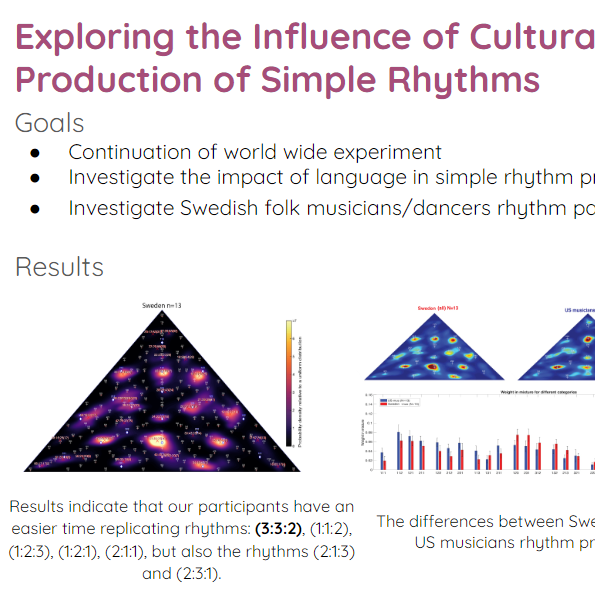 Exploring the Influence of Cultura
Production of Simple Rhythms
Goals
● Continuation of world wide experiment
● Investigate the impact of language in simple rhythm pr
● Investigate Swedish folk musicians/dancers rhythm pa
Results
Sweden n=13
Probability density relative to a uniform distribution
Sweden (all) N=13
US musicians
Weight in mixture for different categories
Results indicate that our participants have an
easier time replicating rhythms: (3:3:2), (1:1:2),
(1:2:3), (1:2:1), (2:1:1), but also the rhythms (2:1:3)
and (2:3:1).
The differences between Swe
US musicians rhythm pr